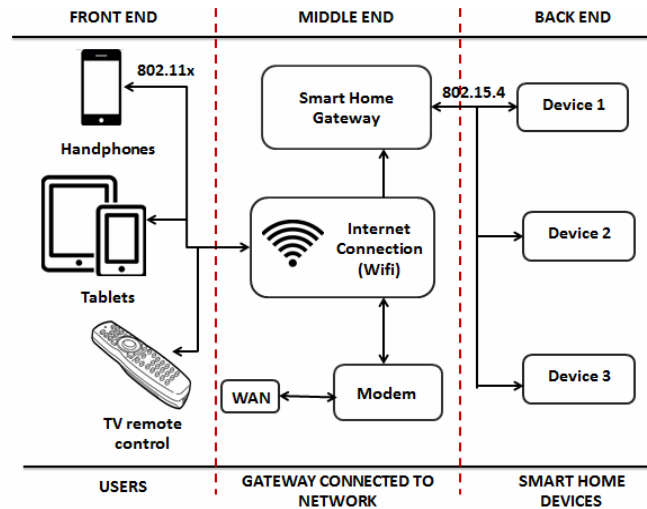 FRONT END
MIDDLE END
BACK END
802.11x
Handphones
Smart Home
Gateway
802.15.4
Device 1
Internet
Connection
(Wifi)
Device 2
Tablets
TV remote
control
WAN
Modem
Device 3
USERS
GATEWAY CONNECTED TO
NETWORK
SMART HOME
DEVICES